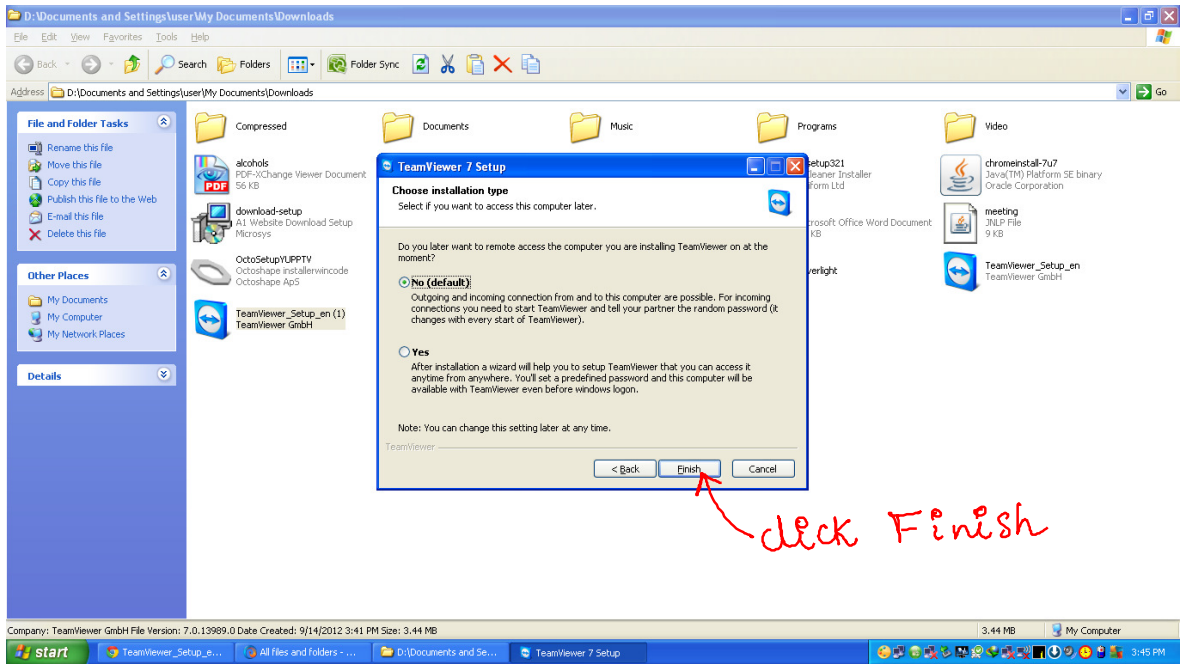 D:\Documents and Settings\user\My Documents\Downloads
File Edit View Favorites Tools Help
Back Search Folders Folder Sync
Address D:\Documents and Settings\user\My Documents\Downloads Go
File and Folder Tasks
Rename this file
Move this file
Copy this file
Publish this file to the Web
E-mail this file
Delete this file
Other Places
My Documents
My Computer
My Network Places
Details
Compressed
Documents
Music
Programs
Video
alcohols
PDF-XChange Viewer Document
56 KB
PDF
etup321
leaner Installer
iform Ltd
chromeinstall-7u7
Java(TM) Platform SE binary
Oracle Corporation
download-setup
A1 Website Download Setup
Microsys
crosoft Office Word Document
KB
meeting
JNLP File
9 KB
OctoSetupYUPPTV
Octoshape installerwincode
Octoshape ApS
verlight
TeamViewer_Setup_en
TeamViewer GmbH
TeamViewer_Setup_en (1)
TeamViewer GmbH
TeamViewer 7 Setup
Choose installation type
Select if you want to access this computer later.
Do you later want to remote access the computer you are installing TeamViewer on at the
moment?
No (default)
Outgoing and incoming connection from and to this computer are possible. For incoming
connections you need to start TeamViewer and tell your partner the random password (it
changes with every start of TeamViewer).
Yes
After installation a wizard will help you to setup TeamViewer that you can access it
anytime from anywhere. You'll set a predefined password and this computer will be
available with TeamViewer even before windows logon.
Note: You can change this setting later at any time.
TeamViewer
< Back Finish Cancel
click Finish
Company: TeamViewer GmbH File Version: 7.0.13989.0 Date Created: 9/14/2012 3:41 PM Size: 3.44 MB 3.44 MB My Computer
start TeamViewer_Setup_e... All files and folders - ... D:\Documents and Se... TeamViewer 7 Setup 3:45 PM